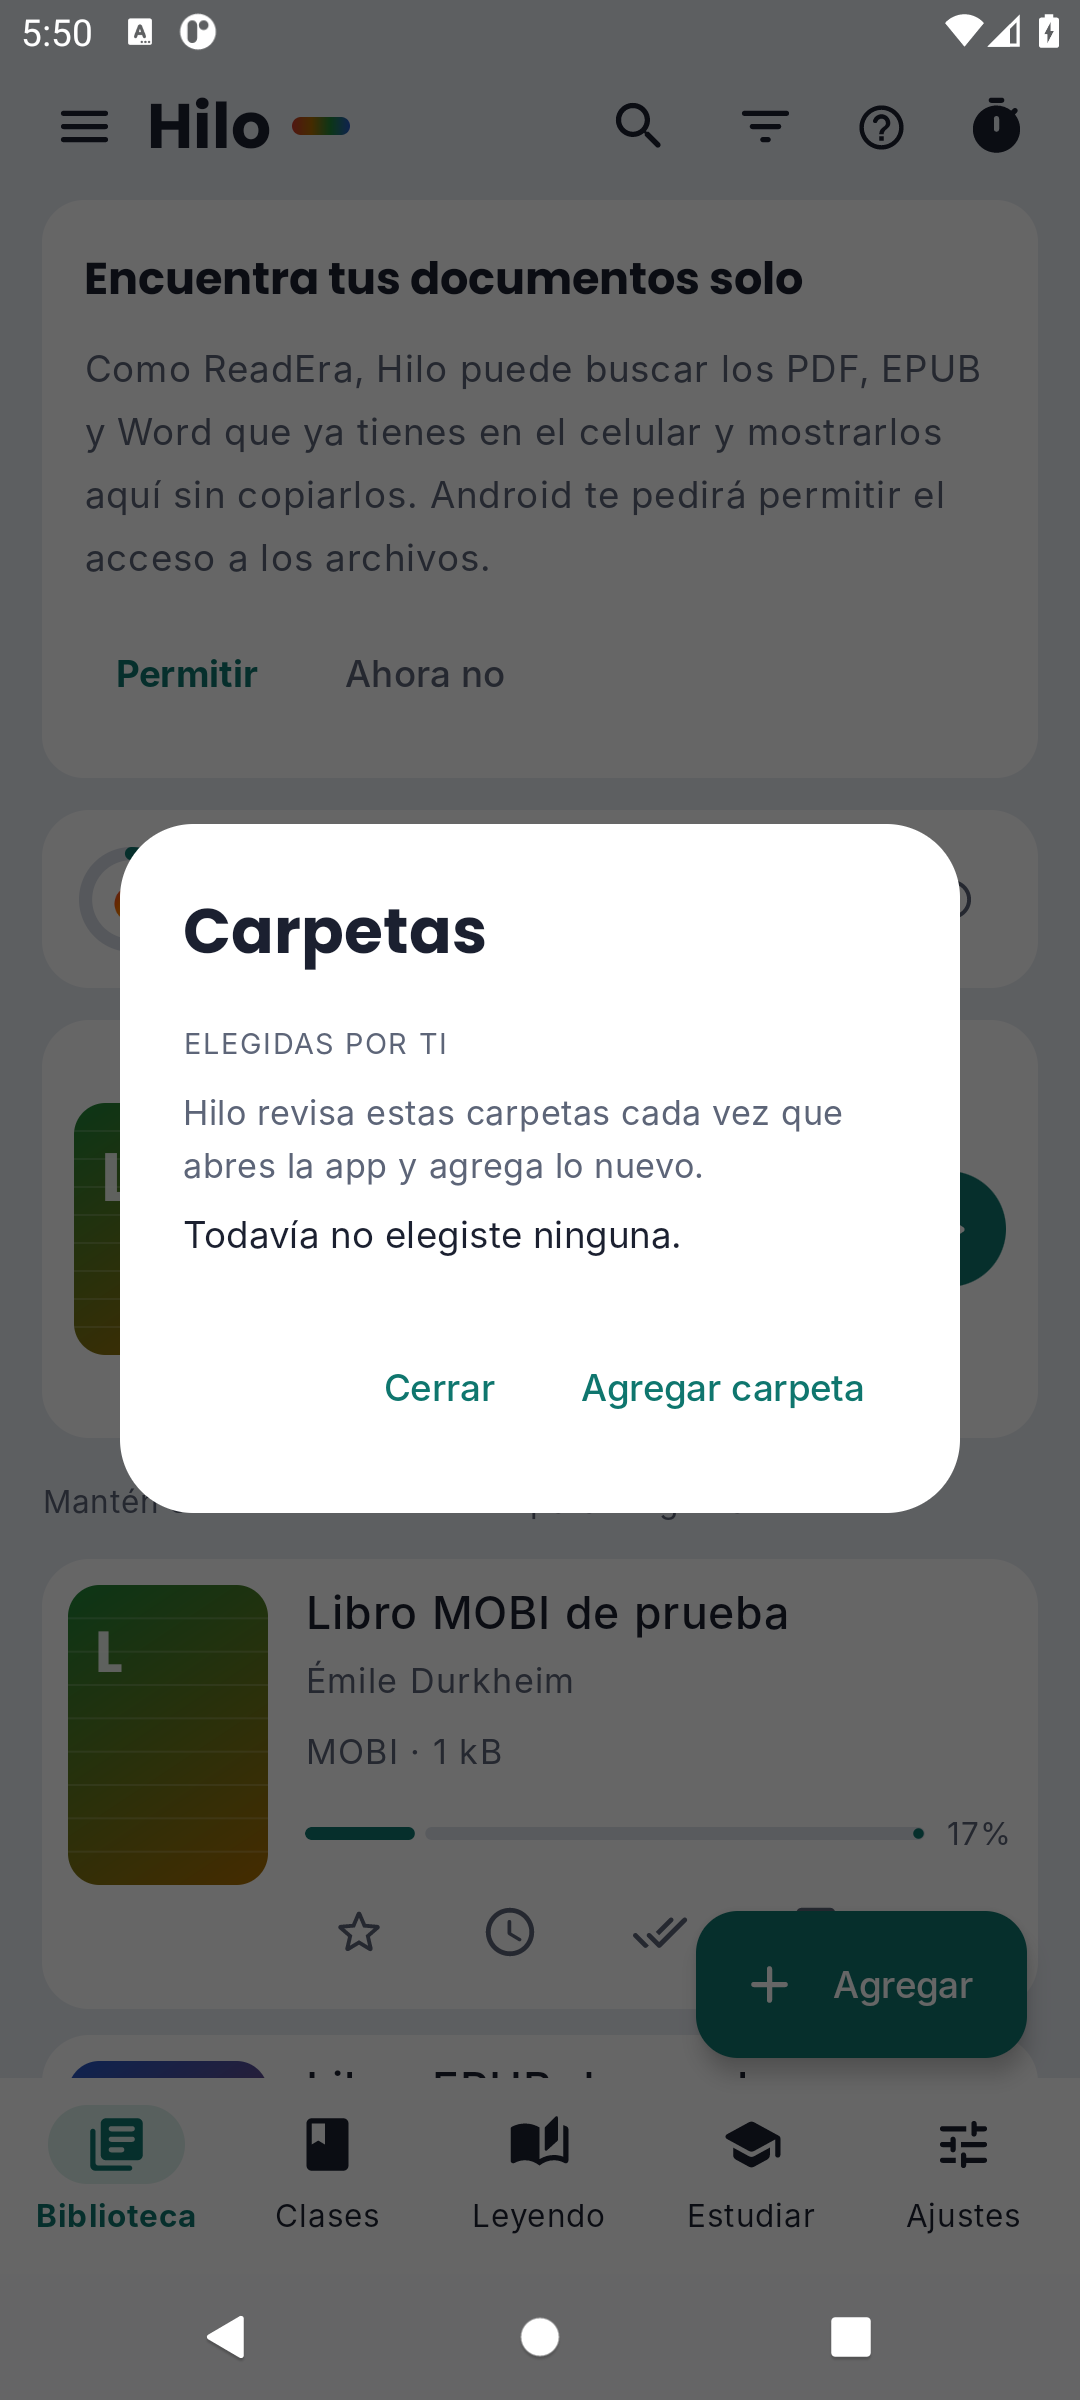 5:50
Hilo
Encuentra tus documentos solo
Como ReadEra, Hilo puede buscar los PDF, EPUB
y Word que ya tienes en el celular y mostrarlos
aquí sin copiarlos. Android te pedirá permitir el
acceso a los archivos.
Permitir
Ahora no
Carpetas
ELEGIDAS POR TI
Hilo revisa estas carpetas cada vez que
abres la app y agrega lo nuevo.
Todavía no elegiste ninguna.
Cerrar
Agregar carpeta
L
Libro MOBI de prueba
Émile Durkheim
MOBI · 1 kB
17%
Agregar
Biblioteca
Clases
Leyendo
Estudiar
Ajustes